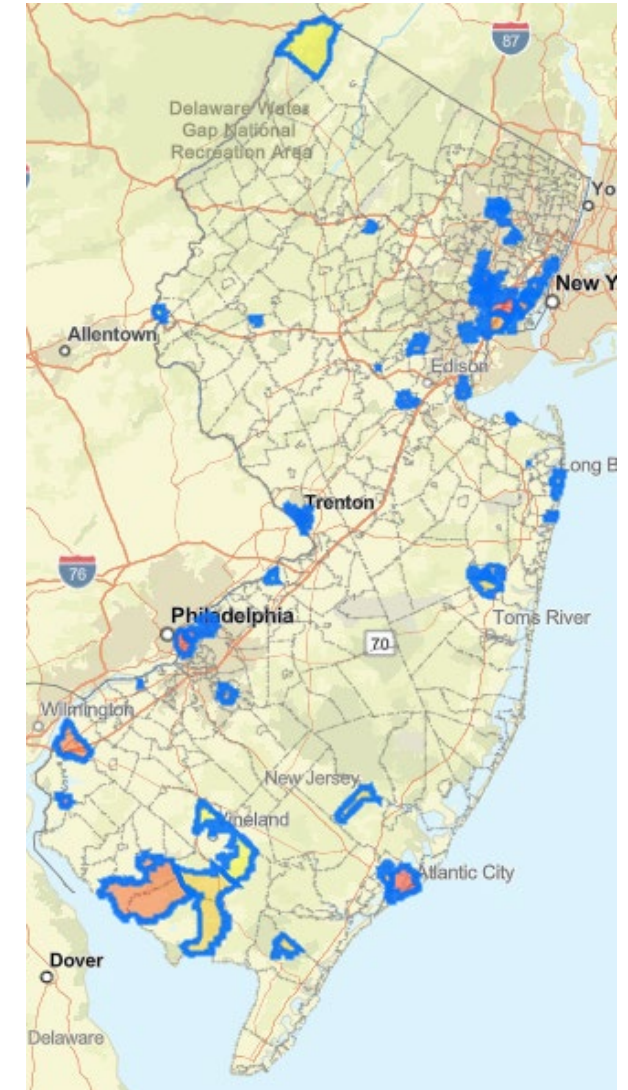 87
Delaware Water
Gap National
Recreation Area
Yo
New Y
Allentown
Edison
ong B
Trenton
76
Philadelphia
Toms River
70
Wilmington
New Jersey
Vineland
Atlantic City
Dover
Delaware